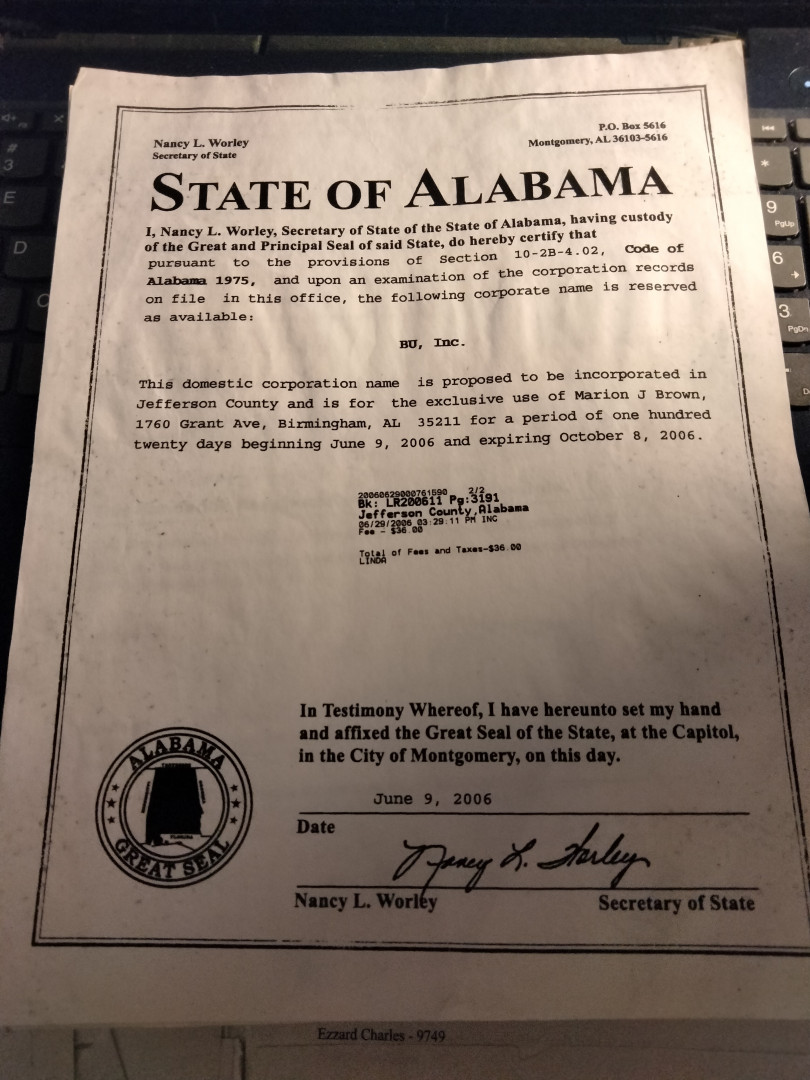 Nancy L. Worley
Secretary of State
P.O. Box 5616
Montgomery, AL 36103-5616
STATE OF ALABAMA
I, Nancy L. Worley, Secretary of State of the State of Alabama, having custody
of the Great and Principal Seal of said State, do hereby certify that
pursuant to the provisions of Section 10-2B-4.02, Code of
Alabama 1975, and upon an examination of the corporation records
on file in this office, the following corporate name is reserved
as available:
BU, Inc.
This domestic corporation name is proposed to be incorporated in
Jefferson County and is for the exclusive use of Marion J Brown,
1760 Grant Ave, Birmingham, AL 35211 for a period of one hundred
twenty days beginning June 9, 2006 and expiring October 8, 2006.
20060629000761690 2/2
Bk: LR200611 Pg:3191
Jefferson County,Alabama
06/29/2006 03:29:11 PM INC
Fee - $36.00
Total of Fees and Taxes-$36.00
LINDA
In Testimony Whereof, I have hereunto set my hand
and affixed the Great Seal of the State, at the Capitol,
in the City of Montgomery, on this day.
ALABAMA
GREAT SEAL
June 9, 2006
Date
Nancy L. Worley
Nancy L. Worley
Secretary of State
Ezzard Charles - 9749
#
3
E
D
*
9
PgUp
6
3
PgDn